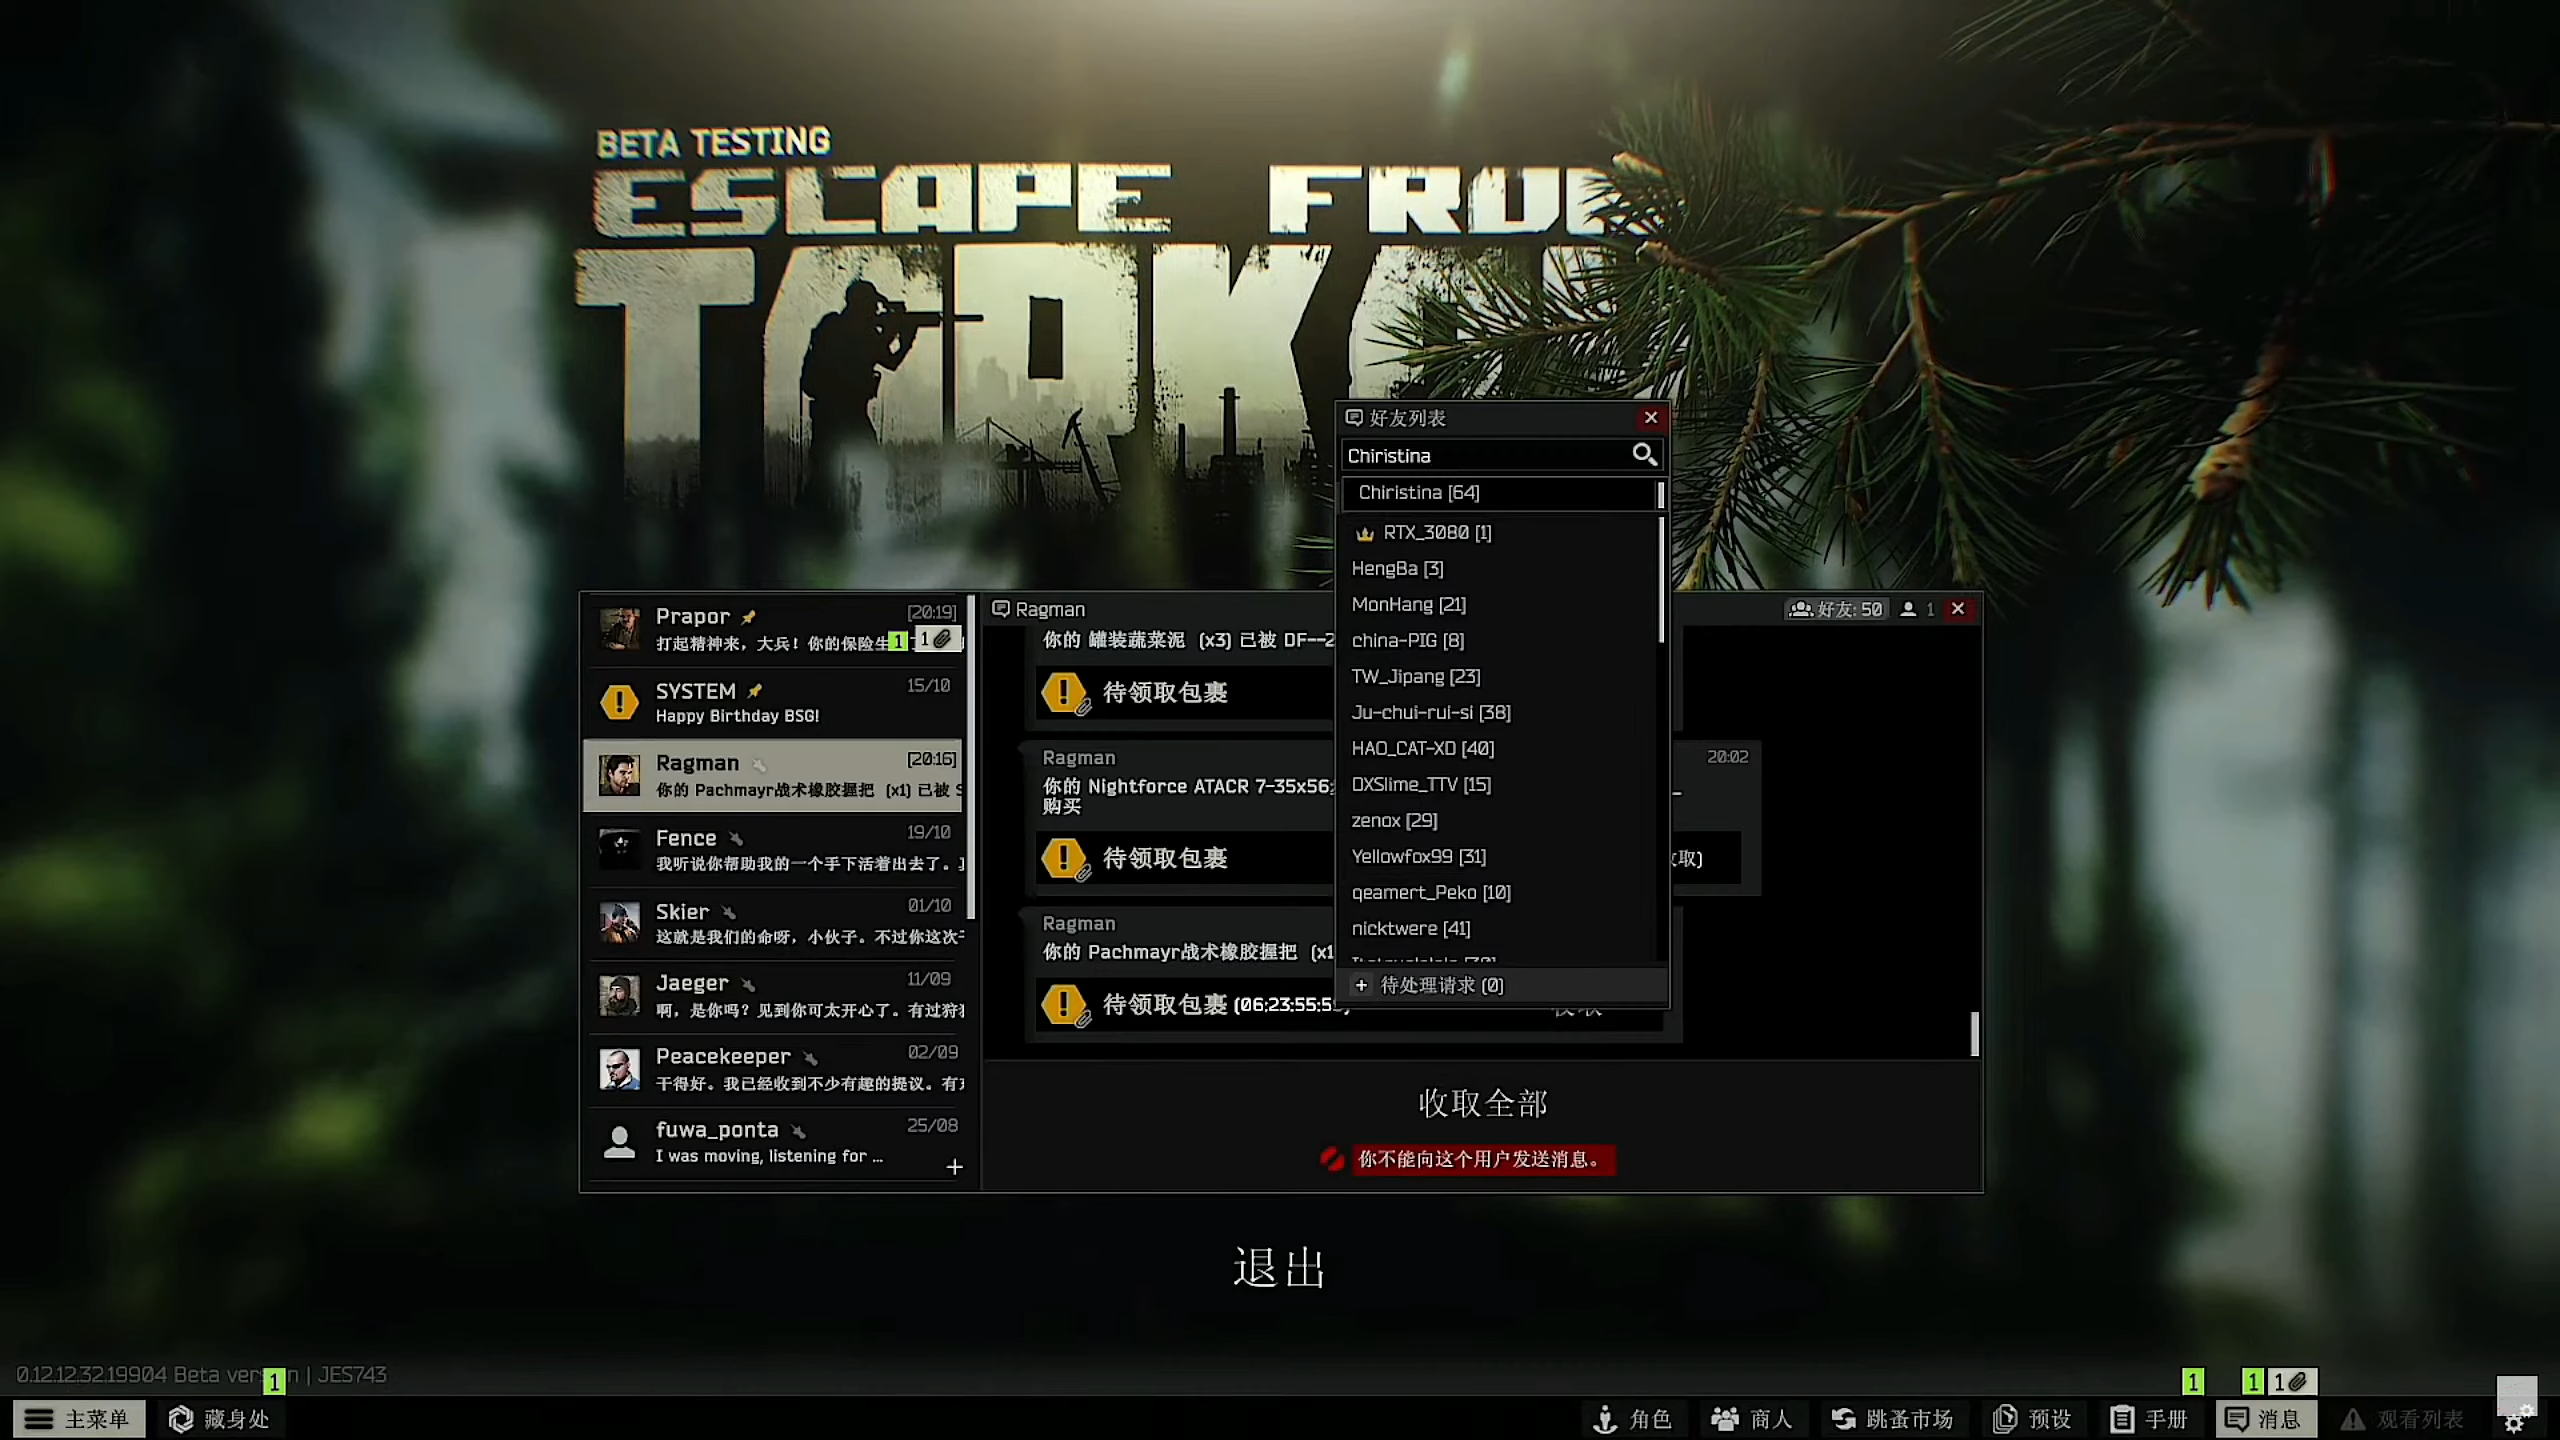 BETA TESTING
ESCAPE FROM
好友列表
Chiristina
Chiristina [64]
RTX_3080 [1]
HengBa [3]
MonHang [21]
china-PIG [8]
TW_Jipang [23]
Ju-chui-rui-si [38]
HAO_CAT-XD [40]
DXSlime_TTV [15]
zenox [29]
Yellowfox99 [31]
qeamert_Peko [10]
nicktwere [41]
+ 待处理请求 (0)
Prapor [20:19]
打起精神来，大兵！你的保险生 1 1
SYSTEM 15/10
Happy Birthday BSG!
Ragman [20:16]
你的 Pachmayr战术橡胶握把 (x1) 已被 S
Fence 19/10
我听说你帮助我的一个手下活着出去了。
Skier 01/10
这就是我们的命呀，小伙子。不过你这次
Jaeger 11/09
啊，是你吗？见到你可太开心了。有过狩
Peacekeeper 02/09
干得好。我已经收到不少有趣的提议。有
fuwa_ponta 25/08
I was moving, listening for ...
+
Ragman 好友: 50 1
你的 罐装蔬菜泥 (x3) 已被 DF--2
待领取包裹
Ragman 20:02
你的 Nightforce ATACR 7-35x56
购买
待领取包裹 取)
Ragman
你的 Pachmayr战术橡胶握把 (x1
待领取包裹 (06:23:55:5
收取全部
你不能向这个用户发送消息。
退出
0.12.12.32.19904 Beta ver n | JES743
1 1 1 1
主菜单 藏身处 角色 商人 跳蚤市场 预设 手册 消息 观看列表